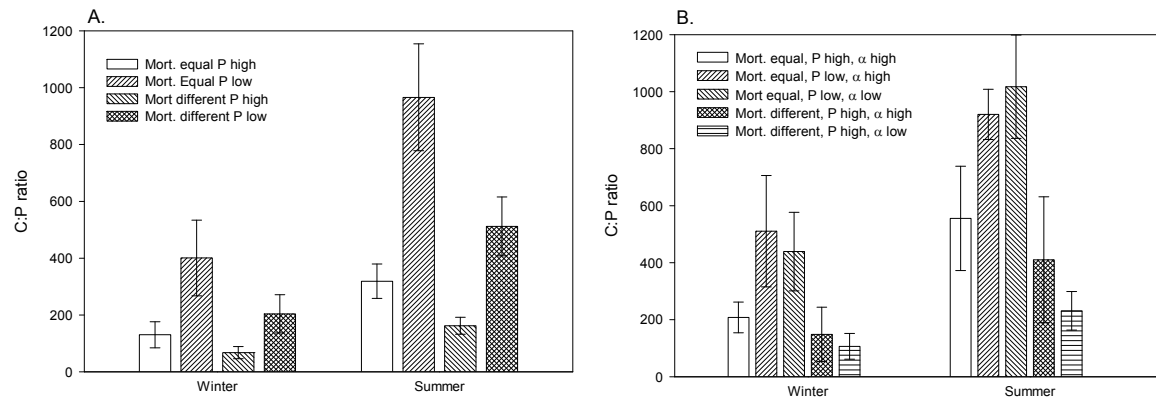 A.
1200
1000
800
600
400
200
0
C:P ratio
Mort. equal P high
Mort. Equal P low
Mort different P high
Mort. different P low
Winter Summer
B.
1200
1000
800
600
400
200
0
C:P ratio
Mort. equal, P high, α high
Mort. equal, P low, α high
Mort equal, P low, α low
Mort. different, P high, α high
Mort. different, P high, α low
Winter Summer